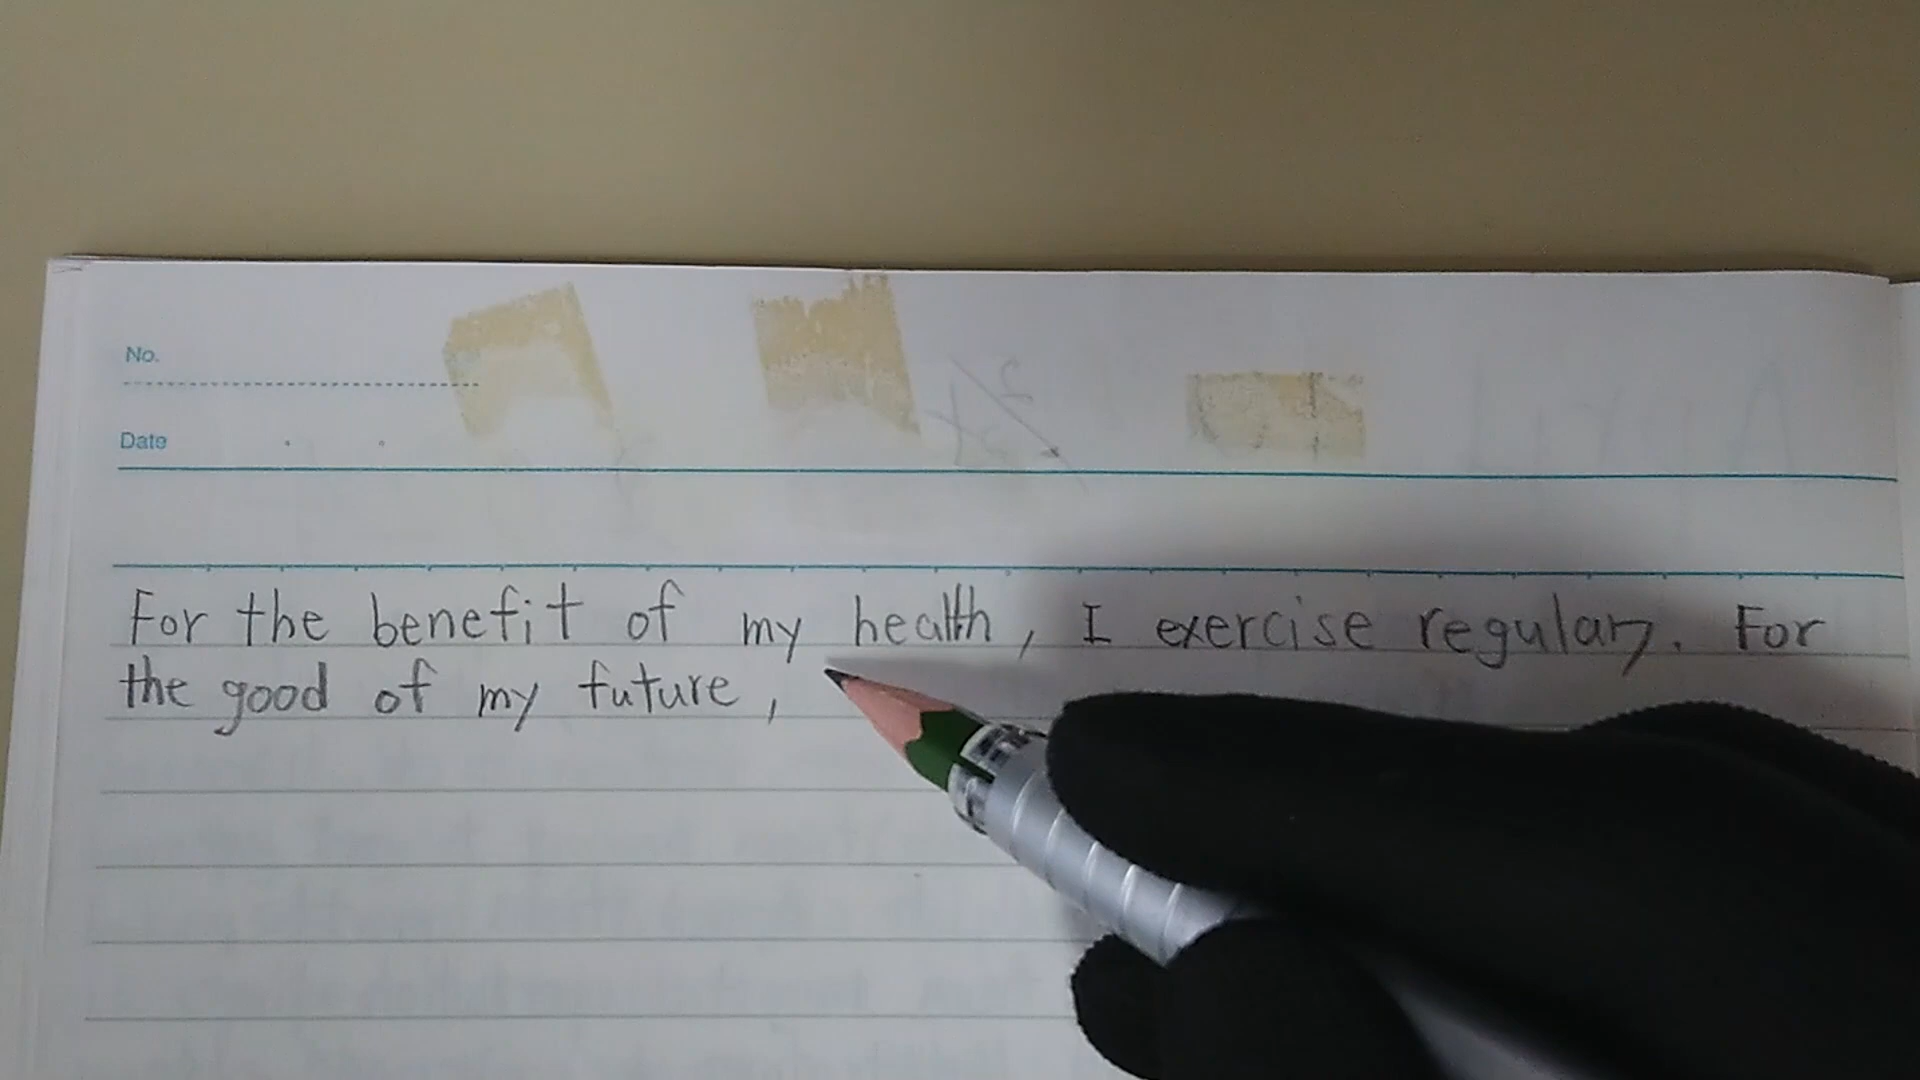 No.
Date
For the benefit of my health, I exercise regulary. For
the good of my future,